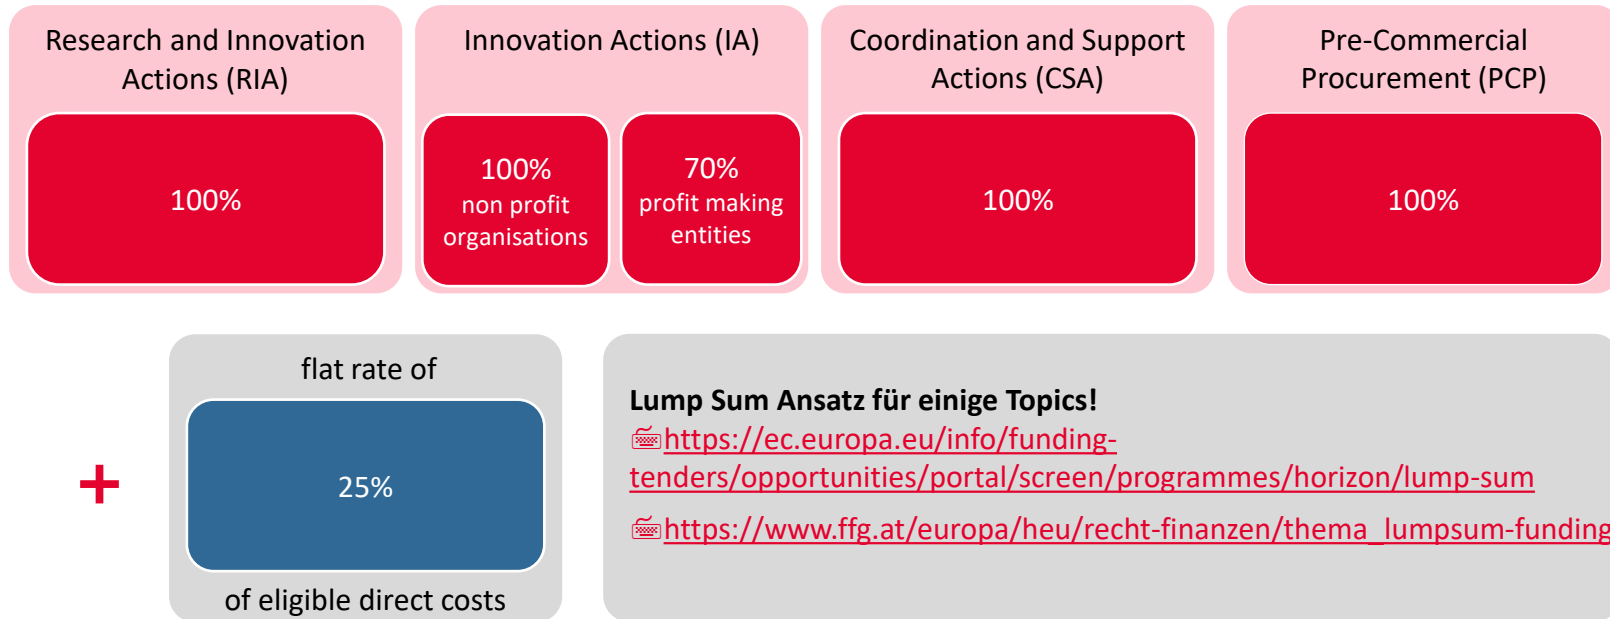 Research and Innovation
Actions (RIA)
100%
Innovation Actions (IA)
100%
non profit
organisations
70%
profit making
entities
Coordination and Support
Actions (CSA)
100%
Pre-Commercial
Procurement (PCP)
100%
+
flat rate of
25%
of eligible direct costs
Lump Sum Ansatz für einige Topics!
https://ec.europa.eu/info/funding-
tenders/opportunities/portal/screen/programmes/horizon/lump-sum
https://www.ffg.at/europa/heu/recht-finanzen/thema_lumpsum-funding